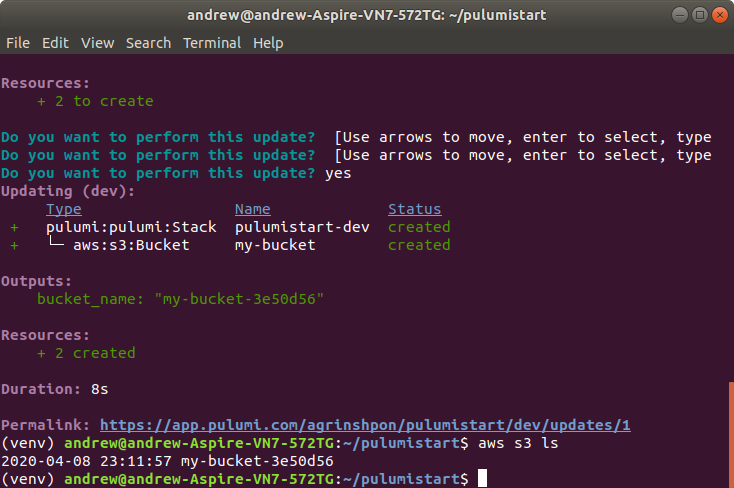 andrew@andrew-Aspire-VN7-572TG: ~/pulumistart
File Edit View Search Terminal Help
Resources:
+ 2 to create
Do you want to perform this update? [Use arrows to move, enter to select, type
Do you want to perform this update? [Use arrows to move, enter to select, type
Do you want to perform this update? yes
Updating (dev):
Type Name Status
+ pulumi:pulumi:Stack pulumistart-dev created
+ └─ aws:s3:Bucket my-bucket created
Outputs:
bucket_name: "my-bucket-3e50d56"
Resources:
+ 2 created
Duration: 8s
Permalink: https://app.pulumi.com/agrinshpon/pulumistart/dev/updates/1
(venv) andrew@andrew-Aspire-VN7-572TG:~/pulumistart$ aws s3 ls
2020-04-08 23:11:57 my-bucket-3e50d56
(venv) andrew@andrew-Aspire-VN7-572TG:~/pulumistart$